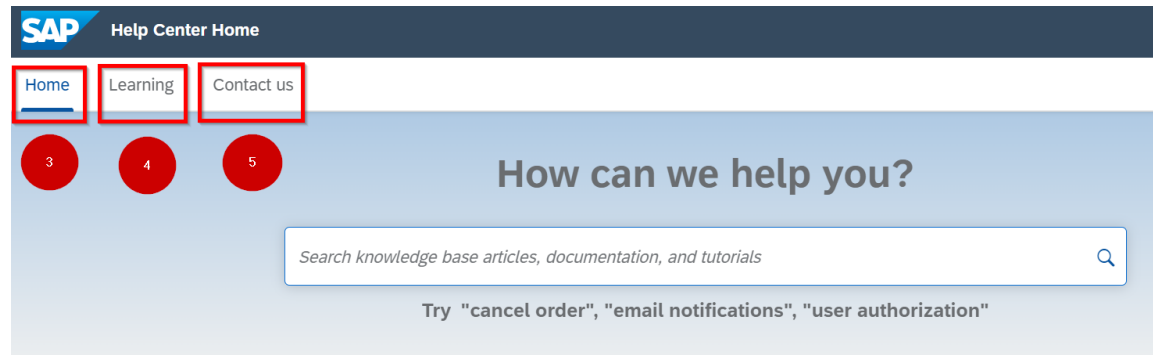 SAP Help Center Home
Home Learning Contact us
3 4 5
How can we help you?
Search knowledge base articles, documentation, and tutorials
Try "cancel order", "email notifications", "user authorization"